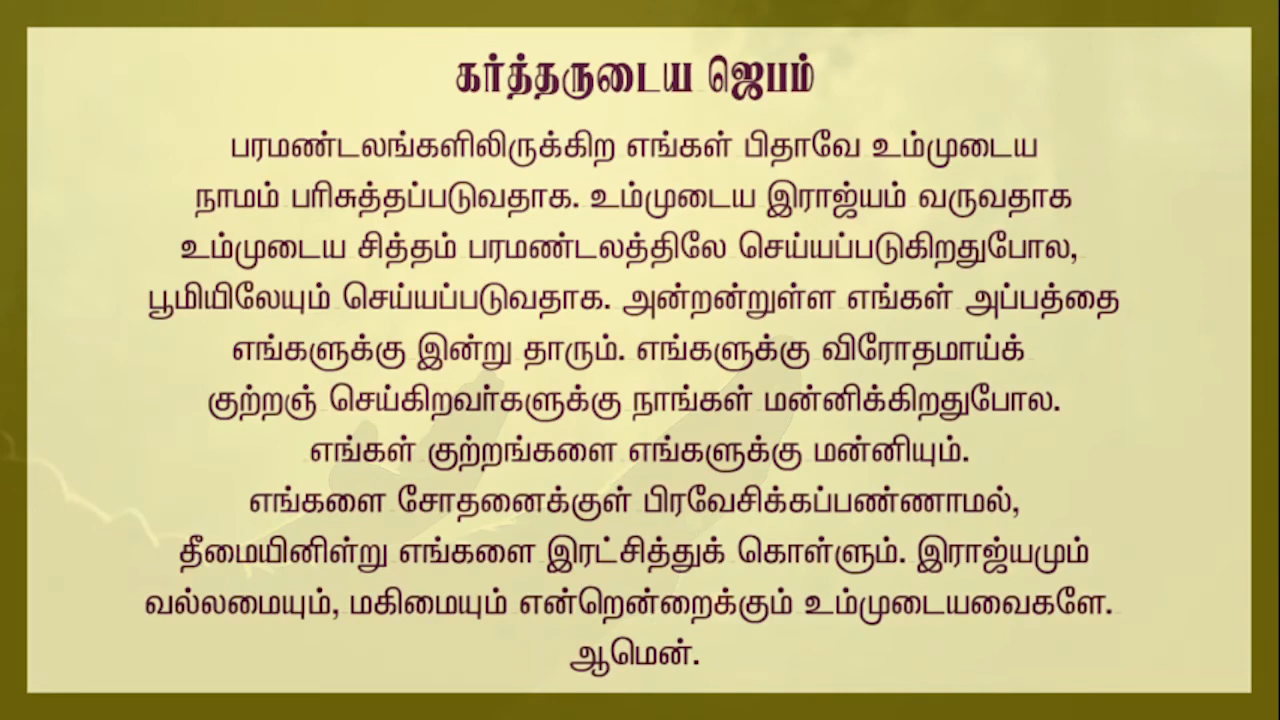 கர்த்தருடைய ஜெபம்
பரமண்டலங்களிலிருக்கிற எங்கள் பிதாவே உம்முடைய
நாமம் பரிசுத்தப்படுவதாக. உம்முடைய இராஜ்யம் வருவதாக
உம்முடைய சித்தம் பரமண்டலத்திலே செய்யப்படுகிறதுபோல,
பூமியிலேயும் செய்யப்படுவதாக. அன்றன்றுள்ள எங்கள் அப்பத்தை
எங்களுக்கு இன்று தாரும். எங்களுக்கு விரோதமாய்க்
குற்றஞ் செய்கிறவர்களுக்கு நாங்கள் மன்னிக்கிறதுபோல.
எங்கள் குற்றங்களை எங்களுக்கு மன்னியும்.
எங்களை சோதனைக்குள் பிரவேசிக்கப்பண்ணாமல்,
தீமையினின்று எங்களை இரட்சித்துக் கொள்ளும். இராஜ்யமும்
வல்லமையும், மகிமையும் என்றென்றைக்கும் உம்முடையவைகளே.
ஆமென்.